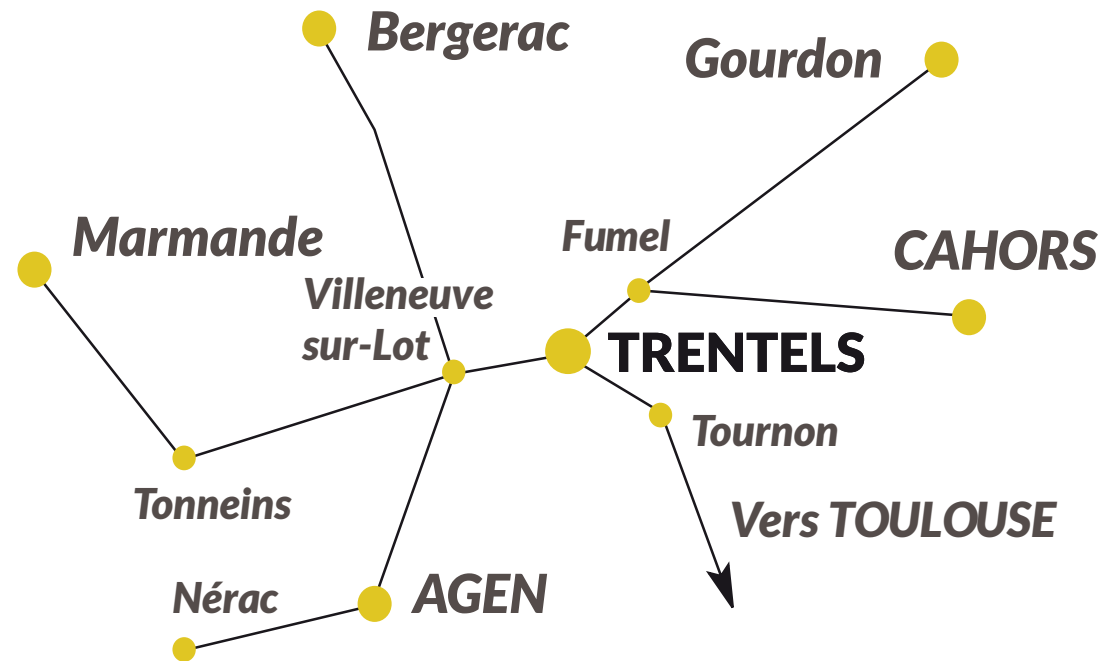 Bergerac
Gourdon
Marmande
Fumel
CAHORS
Villeneuve
sur-Lot
TRENTELS
Tournon
Tonneins
Vers TOULOUSE
Nérac
AGEN